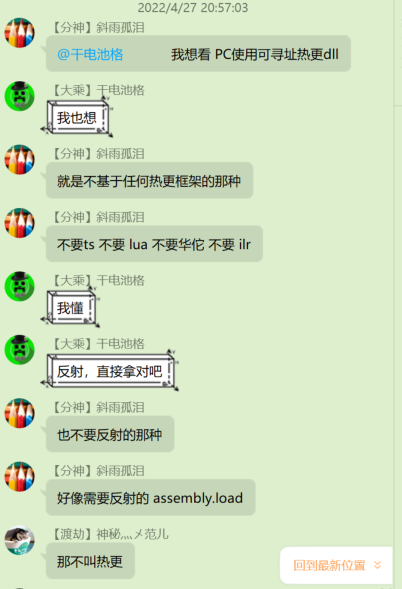 2022/4/27 20:57:03
【分神】斜雨孤泪
@干电池格 我想看 PC使用可寻址热更dll
【大乘】干电池格
我也想
【分神】斜雨孤泪
就是不基于任何热更框架的那种
【分神】斜雨孤泪
不要ts 不要 lua 不要华佗 不要 ilr
【大乘】干电池格
我懂
【大乘】干电池格
反射，直接拿对吧
【分神】斜雨孤泪
也不要反射的那种
【分神】斜雨孤泪
好像需要反射的 assembly.load
【渡劫】神秘灬メ范儿
那不叫热更
回到最新位置